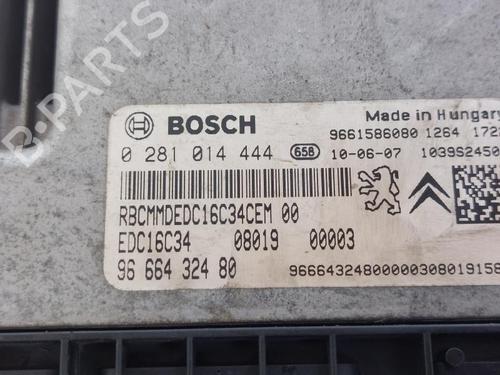 B-PARTS
BOSCH
Made in Hungary
9661586080 1264 172
0 281 014 444 658 10-06-07 1039S2450
RBCMMDEDC16C34CEM 00
EDC16C34 08019 00003
96 664 324 80 9666432480000030801915